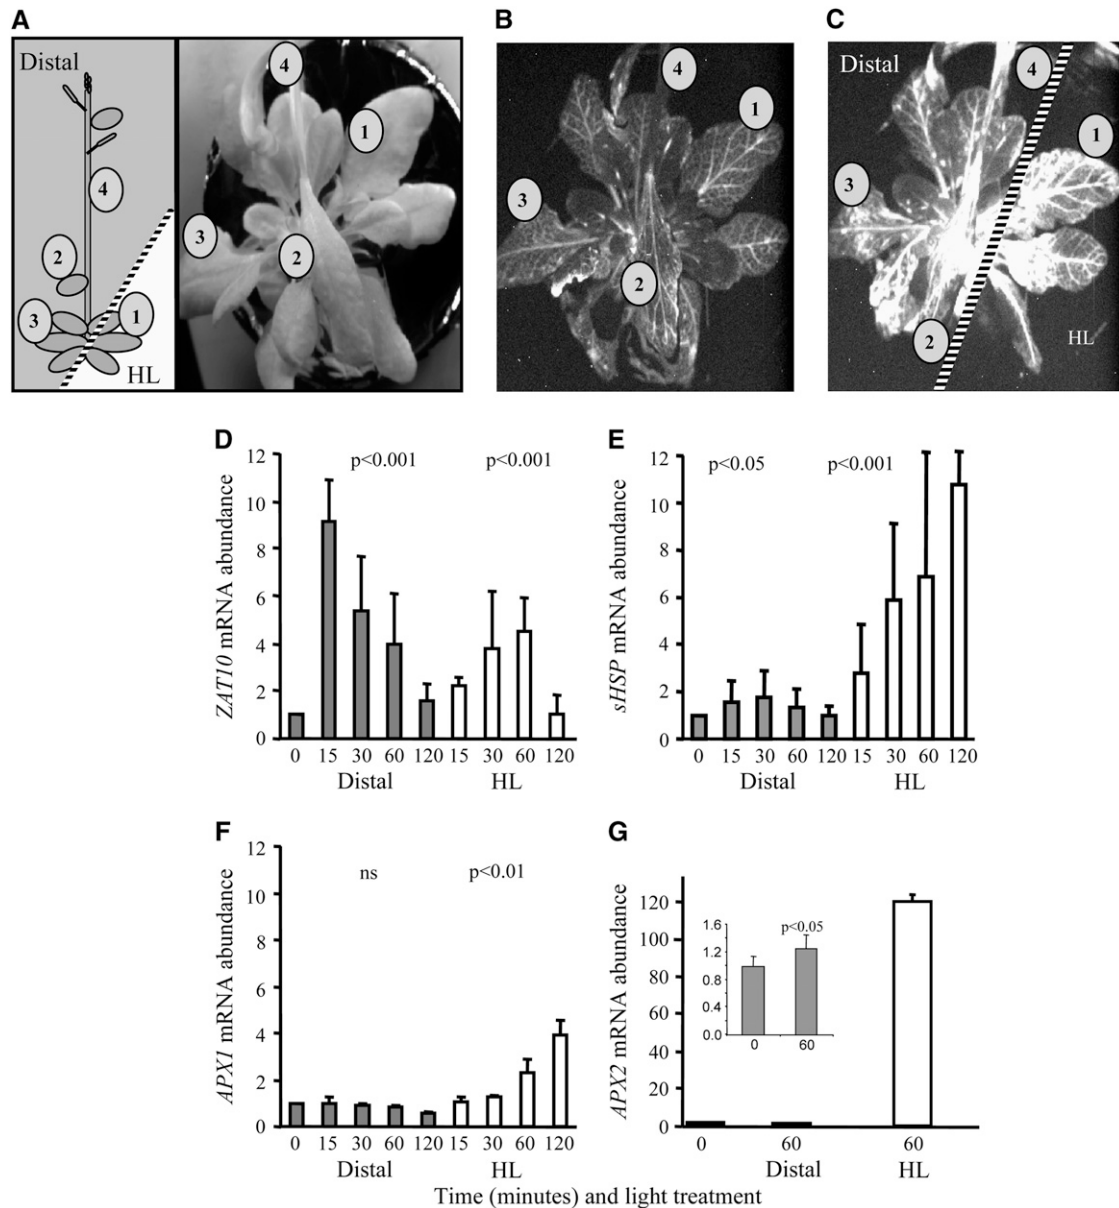 A
B
C
Distal
4
2
3
1
HL
4
1
3
2
4
1
3
2
Distal
4
1
3
2
HL
D
ZAT10 mRNA abundance
12
10
8
6
4
2
0
p<0.001 p<0.001
0 15 30 60 120 15 30 60 120
Distal HL
E
sHSP mRNA abundance
12
10
8
6
4
2
0
p<0.05 p<0.001
0 15 30 60 120 15 30 60 120
Distal HL
F
APX1 mRNA abundance
12
10
8
6
4
2
0
ns p<0.01
0 15 30 60 120 15 30 60 120
Distal HL
G
APX2 mRNA abundance
120
100
80
60
40
20
0
1.6
1.2
0.8
0.4
0.0
p<0.05
0 60
0 60 60
Distal HL
Time (minutes) and light treatment